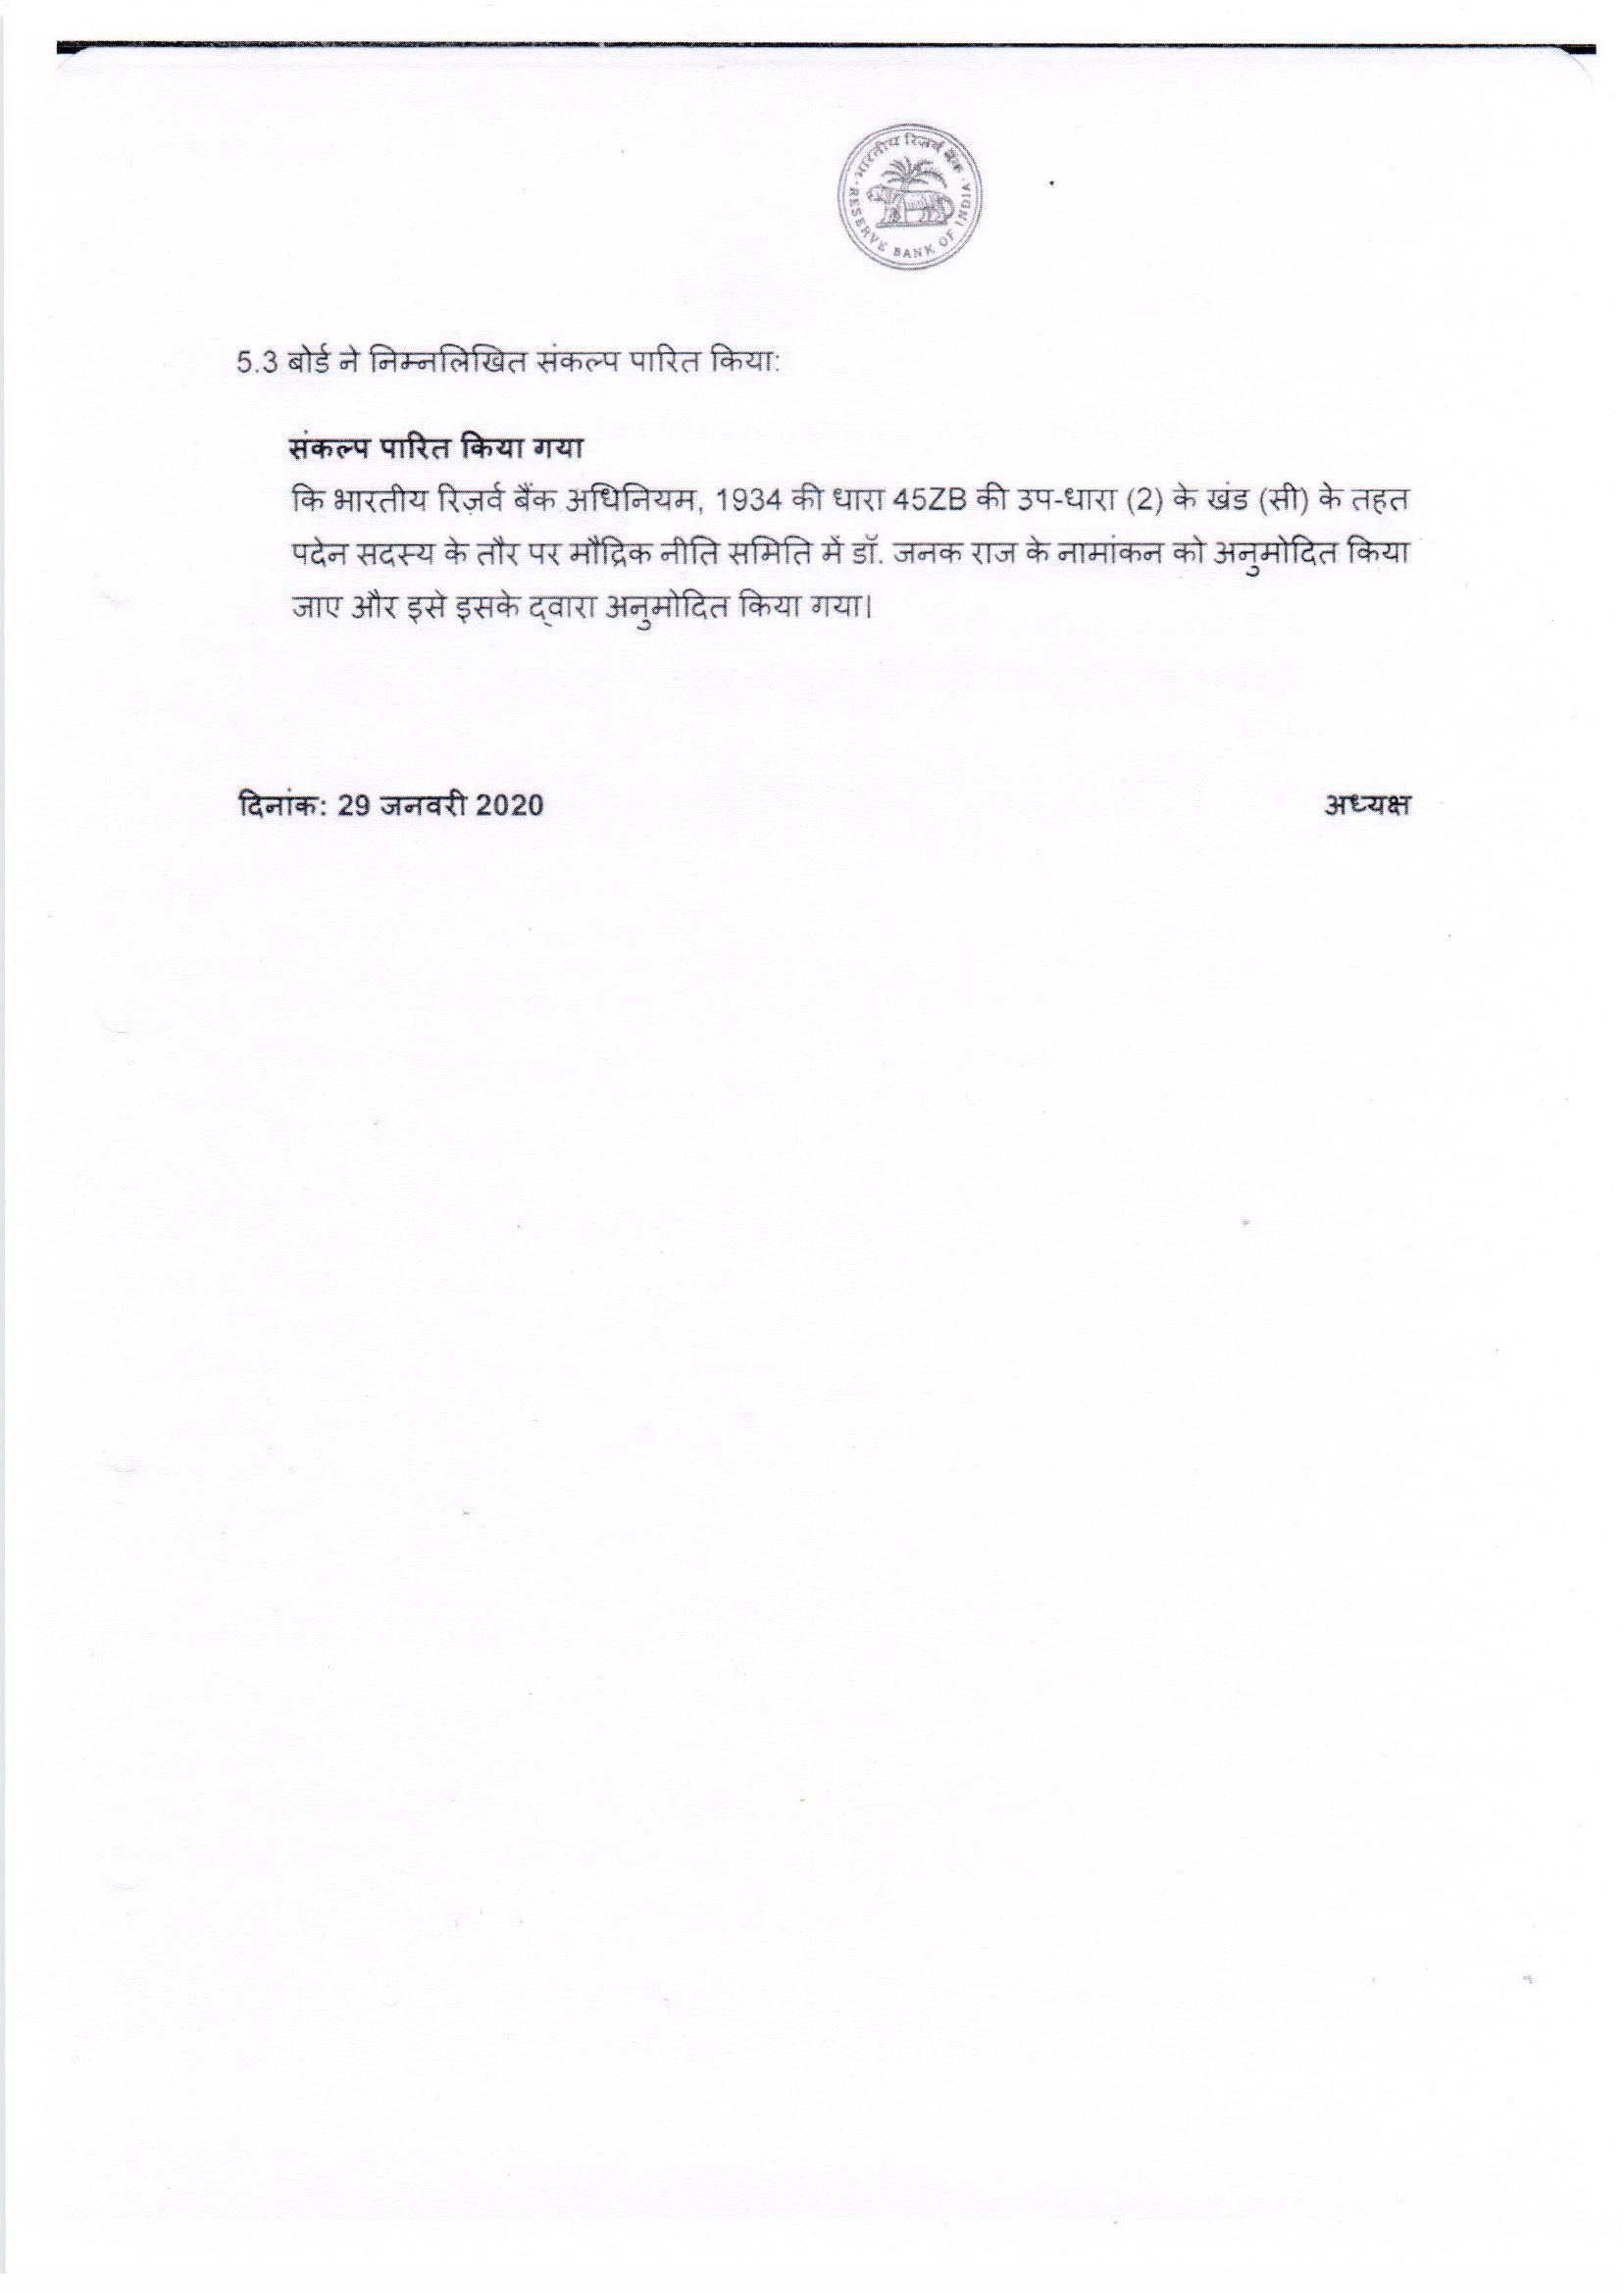 भारतीय रिज़र्व बैंक
RESERVE BANK OF INDIA
5.3 बोर्ड ने निम्नलिखित संकल्प पारित किया:
संकल्प पारित किया गया
कि भारतीय रिज़र्व बैंक अधिनियम, 1934 की धारा 45ZB की उप-धारा (2) के खंड (सी) के तहत
पदेन सदस्य के तौर पर मौद्रिक नीति समिति में डॉ. जनक राज के नामांकन को अनुमोदित किया
जाए और इसे इसके द्वारा अनुमोदित किया गया।
दिनांक: 29 जनवरी 2020 अध्यक्ष